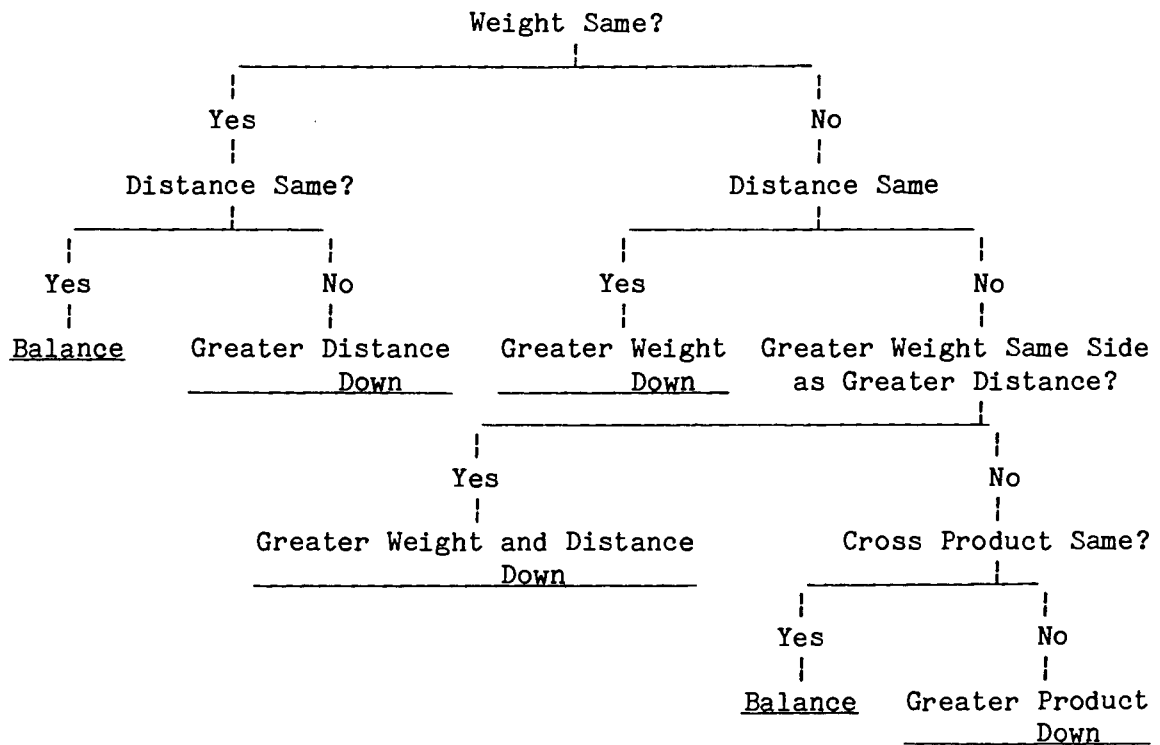 Weight Same?
Yes No
Distance Same? Distance Same
Yes No Yes No
Balance Greater Distance Greater Weight Greater Weight Same Side
Down Down as Greater Distance?
Yes No
Greater Weight and Distance Cross Product Same?
Down
Yes No
Balance Greater Product
Down